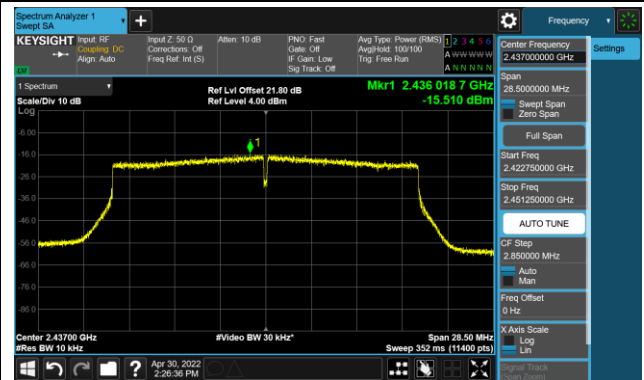 Spectrum Analyzer 1
Swept SA
Frequency
KEYSIGHT
Input: RF
Coupling: DC
Align: Auto
Input Z: 50 Ω
Corrections: Off
Freq Ref: Int (S)
Atten: 10 dB
PNO: Fast
Gate: Off
IF Gain: Low
Sig Track: Off
Avg Type: Power (RMS)
Avg|Hold: 100/100
Trig: Free Run
1 2 3 4 5 6
A W W W W W
A N N N N N
LXI
1 Spectrum
Scale/Div 10 dB
Log
Ref Lvl Offset 21.80 dB
Ref Level 4.00 dBm
Mkr1 2.436 018 7 GHz
-15.510 dBm
1
-6.00
-16.0
-26.0
-36.0
-46.0
-56.0
-66.0
-76.0
-86.0
Center 2.43700 GHz
#Res BW 10 kHz
#Video BW 30 kHz*
Span 28.50 MHz
Sweep 352 ms (11400 pts)
Apr 30, 2022
2:26:36 PM
Center Frequency
2.437000000 GHz
Settings
Span
28.5000000 MHz
Swept Span
Zero Span
Full Span
Start Freq
2.422750000 GHz
Stop Freq
2.451250000 GHz
AUTO TUNE
CF Step
2.850000 MHz
Auto
Man
Freq Offset
0 Hz
X Axis Scale
Log
Lin
Signal Track
(Span Zoom)